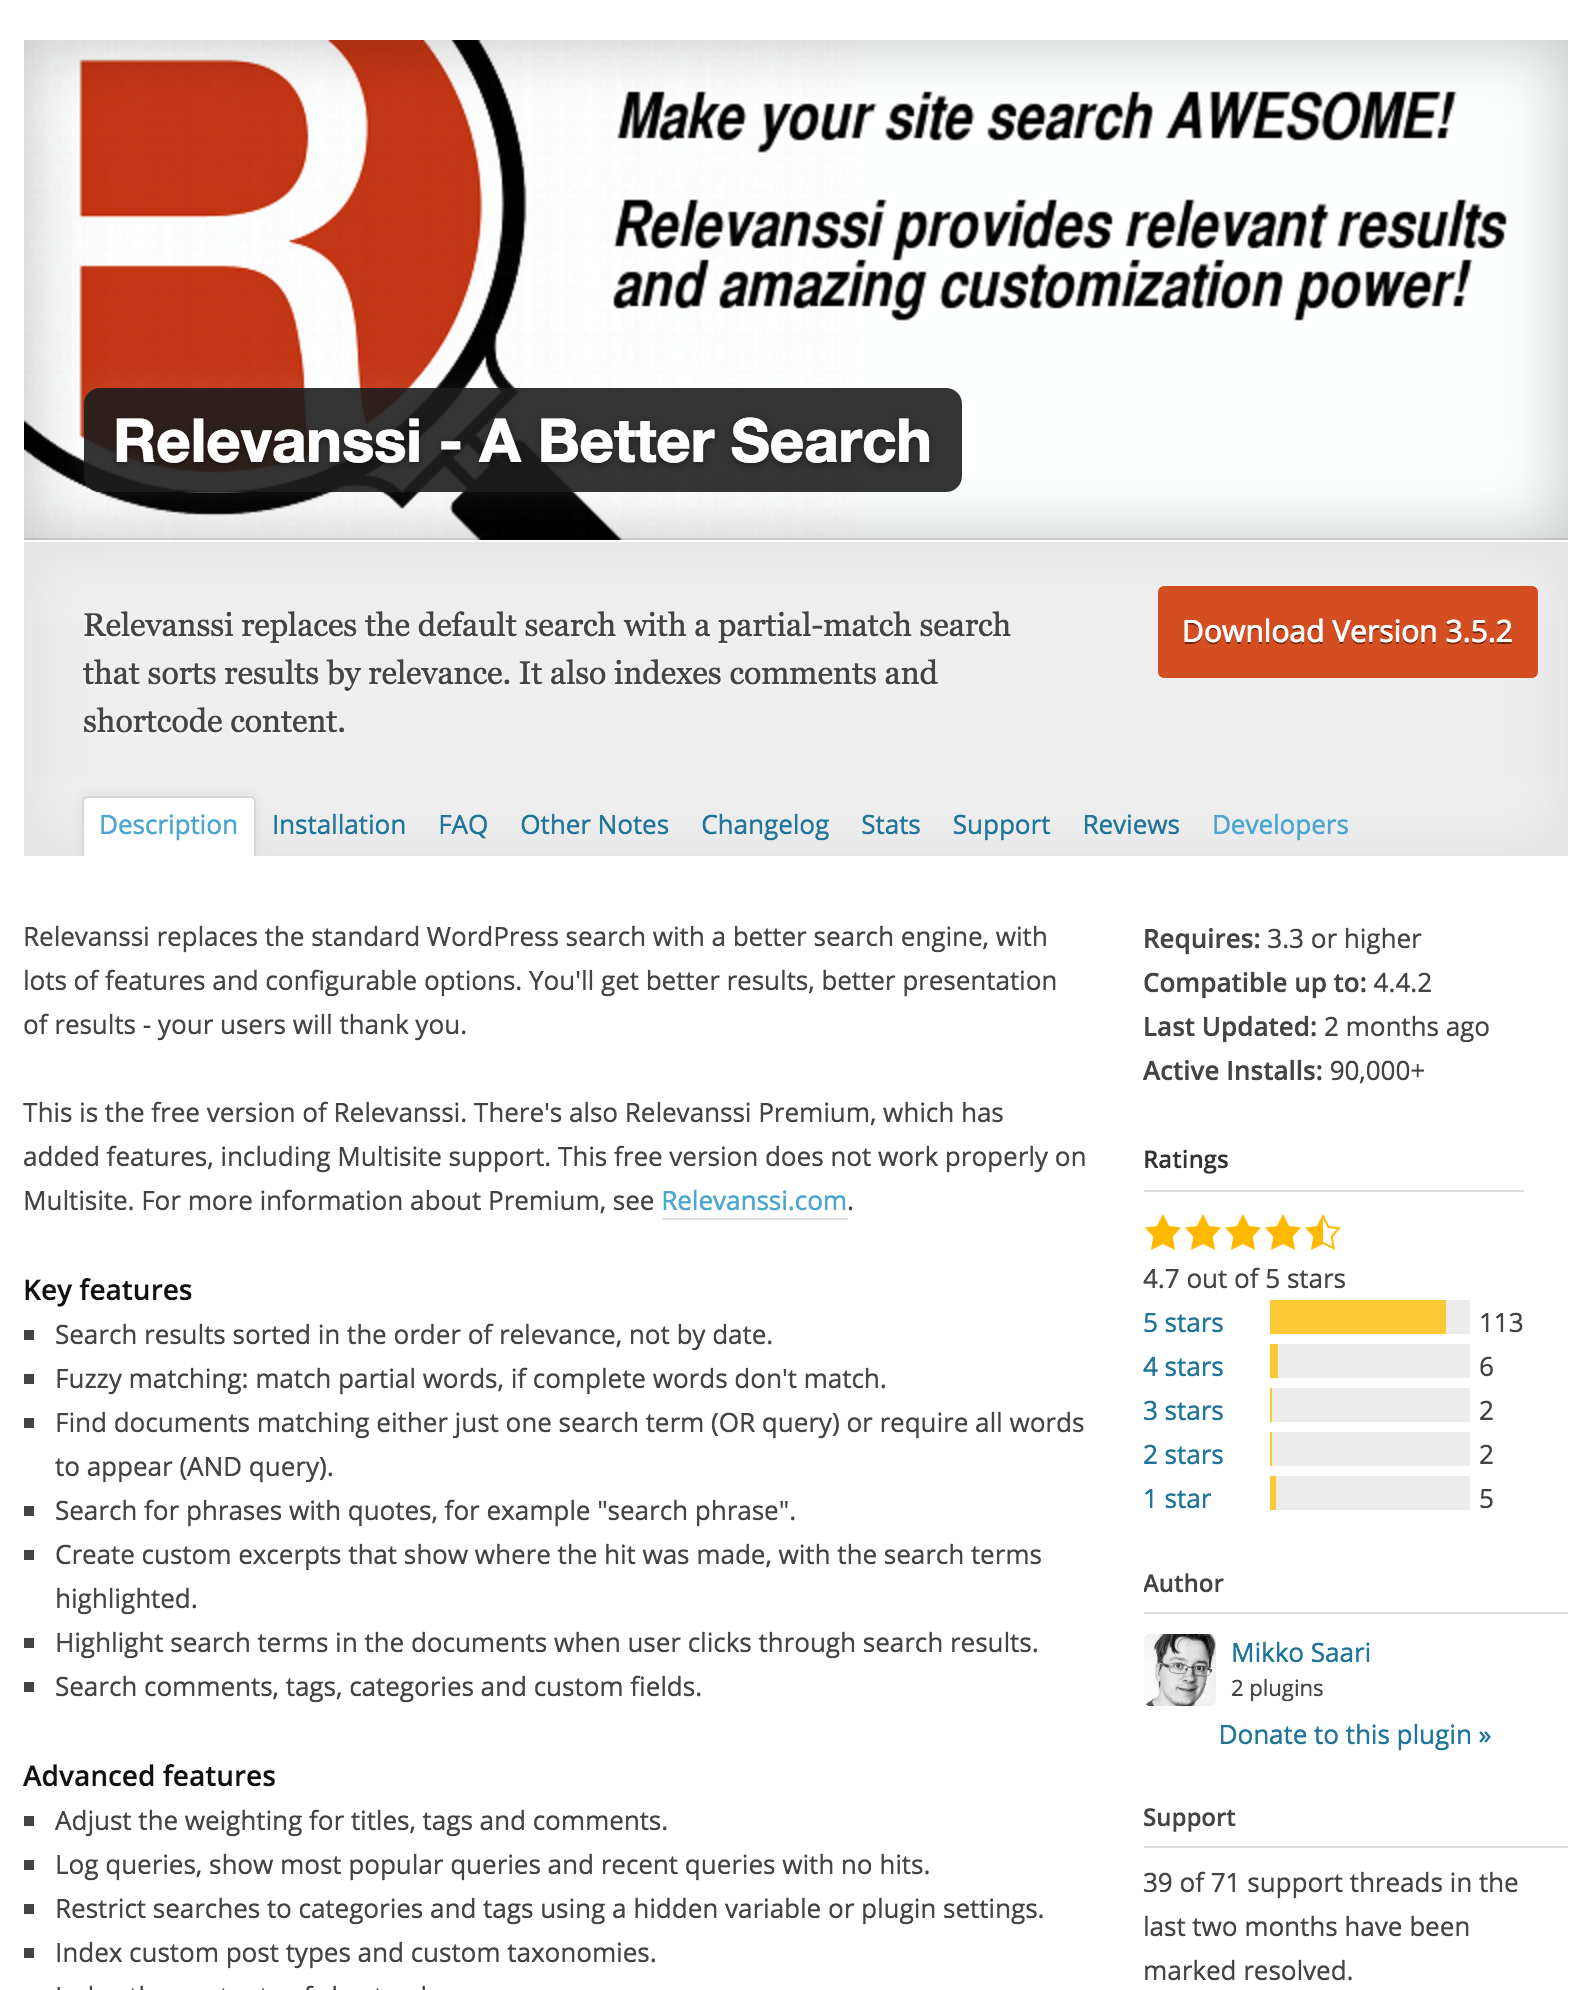 Make your site search AWESOME!
Relevanssi provides relevant results
and amazing customization power!
R
Relevanssi - A Better Search
Relevanssi replaces the default search with a partial-match search
that sorts results by relevance. It also indexes comments and
shortcode content.
Download Version 3.5.2
Description Installation FAQ Other Notes Changelog Stats Support Reviews Developers
Relevanssi replaces the standard WordPress search with a better search engine, with
lots of features and configurable options. You'll get better results, better presentation
of results - your users will thank you.
This is the free version of Relevanssi. There's also Relevanssi Premium, which has
added features, including Multisite support. This free version does not work properly on
Multisite. For more information about Premium, see Relevanssi.com.
Key features
▪ Search results sorted in the order of relevance, not by date.
▪ Fuzzy matching: match partial words, if complete words don't match.
▪ Find documents matching either just one search term (OR query) or require all words
to appear (AND query).
▪ Search for phrases with quotes, for example "search phrase".
▪ Create custom excerpts that show where the hit was made, with the search terms
highlighted.
▪ Highlight search terms in the documents when user clicks through search results.
▪ Search comments, tags, categories and custom fields.
Advanced features
▪ Adjust the weighting for titles, tags and comments.
▪ Log queries, show most popular queries and recent queries with no hits.
▪ Restrict searches to categories and tags using a hidden variable or plugin settings.
▪ Index custom post types and custom taxonomies.
Requires: 3.3 or higher
Compatible up to: 4.4.2
Last Updated: 2 months ago
Active Installs: 90,000+
Ratings
4.7 out of 5 stars
5 stars 113
4 stars 6
3 stars 2
2 stars 2
1 star 5
Author
Mikko Saari
2 plugins
Donate to this plugin »
Support
39 of 71 support threads in the
last two months have been
marked resolved.